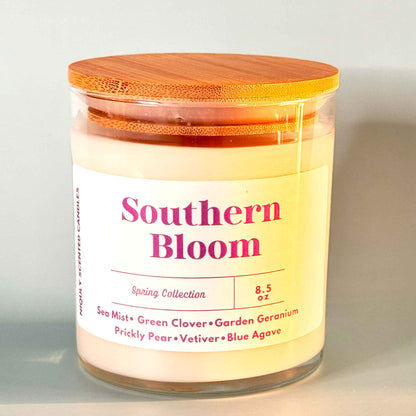 Southern
Bloom
Spring Collection
8.5
oz
Sea Mist• Green Clover•Garden Geranium
Prickly Pear•Vetiver•Blue Agave
NIQULY SCENTED CANDLES